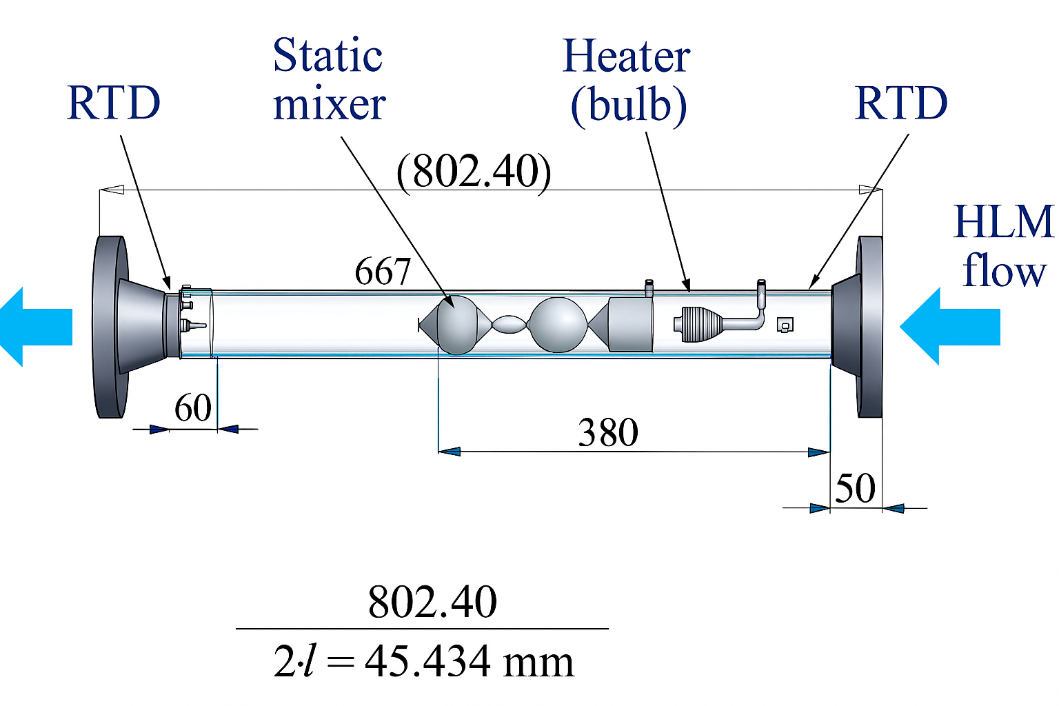 Static
mixer
Heater
(bulb)
RTD
RTD
(802.40)
HLM
flow
667
60
380
50
802.40
2·l = 45.434 mm